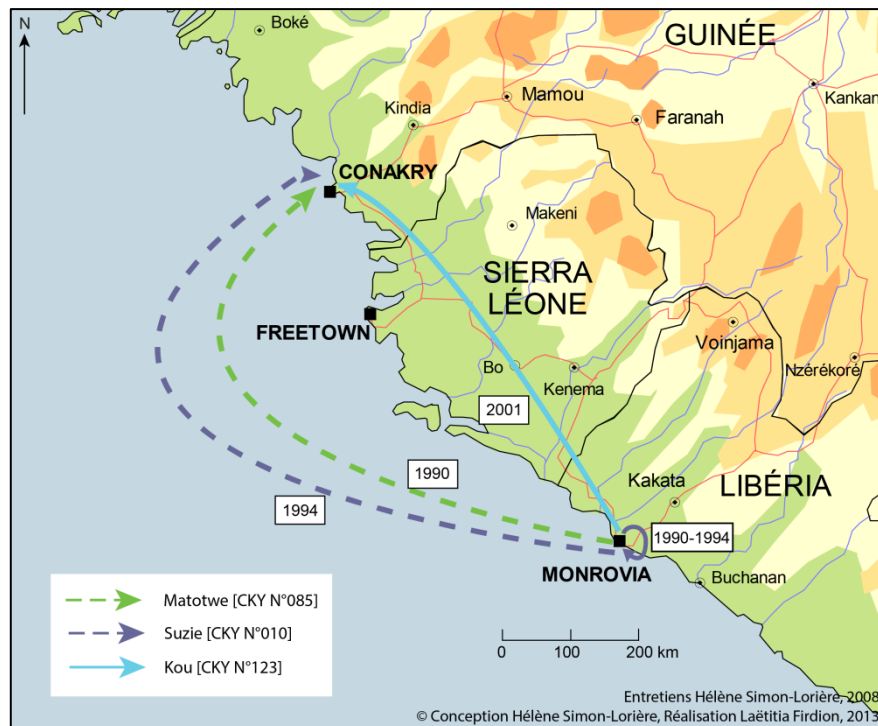 N
Boké
GUINÉE
Kindia
Mamou
Faranah
Kankan
CONAKRY
Makeni
SIERRA
LÉONE
FREETOWN
Voinjama
Nzérékoré
Bo
Kenema
2001
1990
1994
Kakata
LIBÉRIA
1990-1994
MONROVIA
Buchanan
Matotwe [CKY N°085]
Suzie [CKY N°010]
Kou [CKY N°123]
0 100 200 km
Entretiens Hélène Simon-Lorière, 2008
© Conception Hélène Simon-Lorière, Réalisation Laëtitia Firdion, 2013